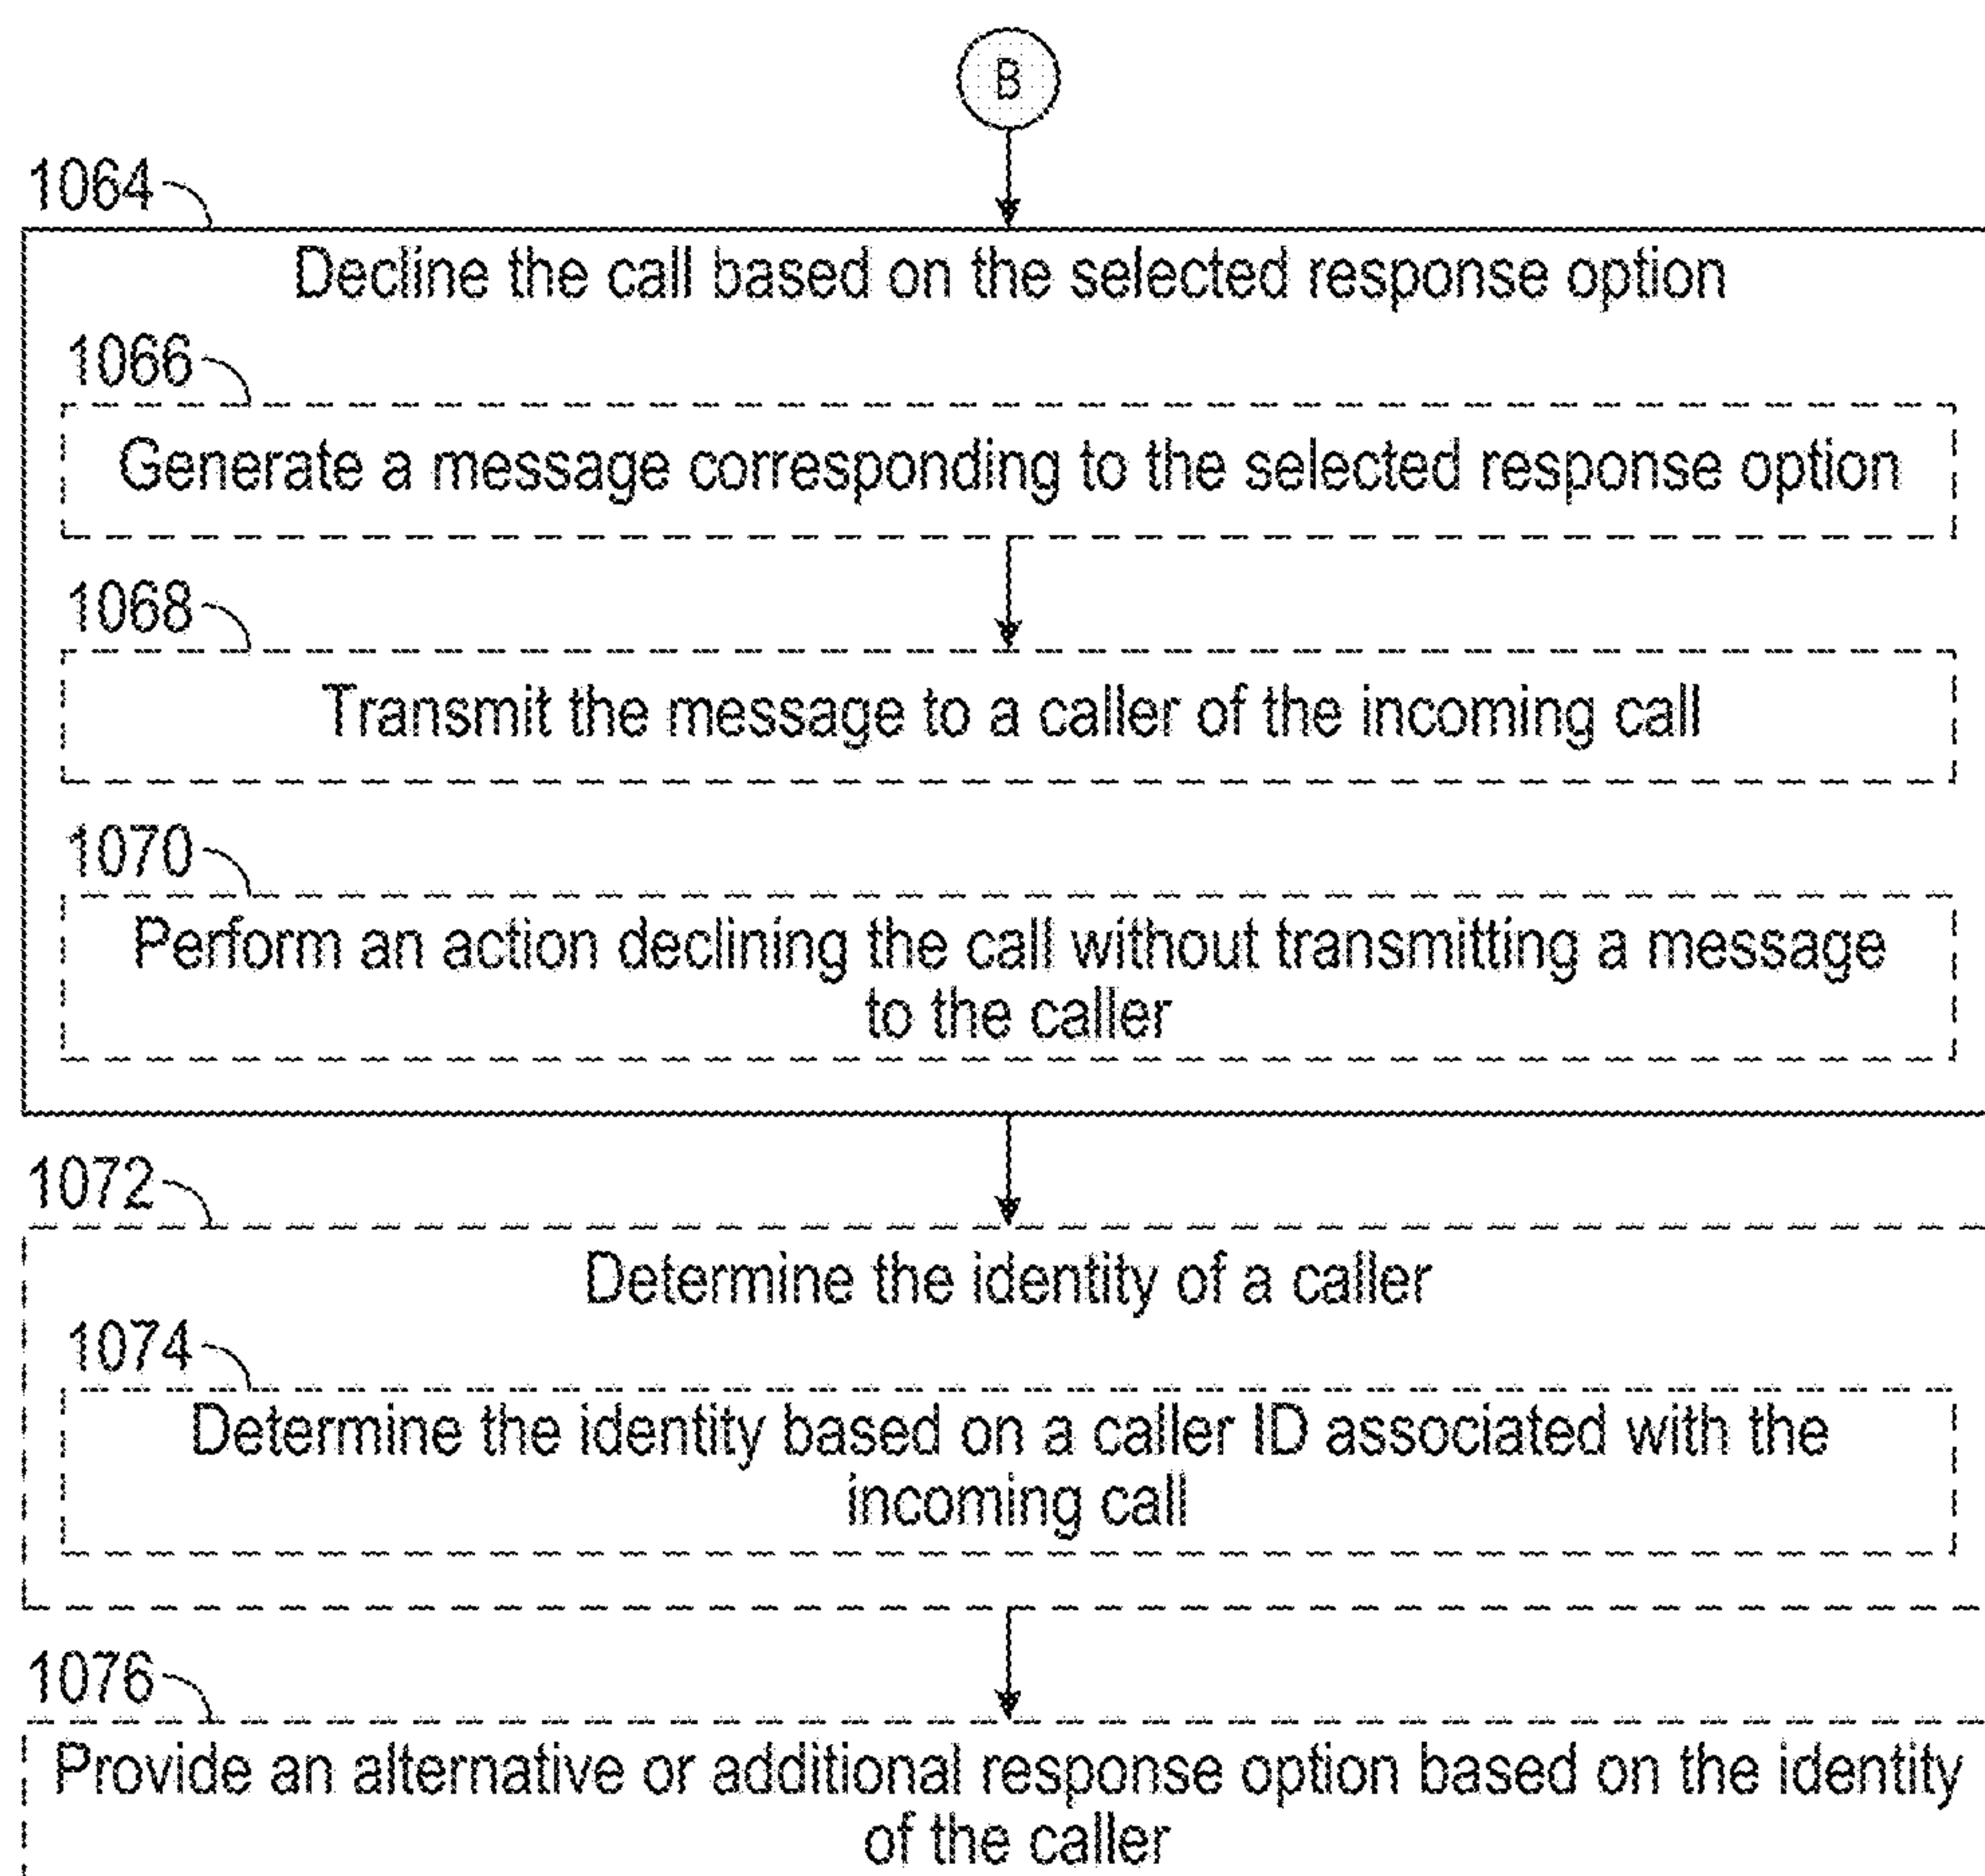 B
1064
Decline the call based on the selected response option
1066
Generate a message corresponding to the selected response option
1068
Transmit the message to a caller of the incoming call
1070
Perform an action declining the call without transmitting a message
to the caller
1072
Determine the identity of a caller
1074
Determine the identity based on a caller ID associated with the
incoming call
1076
Provide an alternative or additional response option based on the identity
of the caller